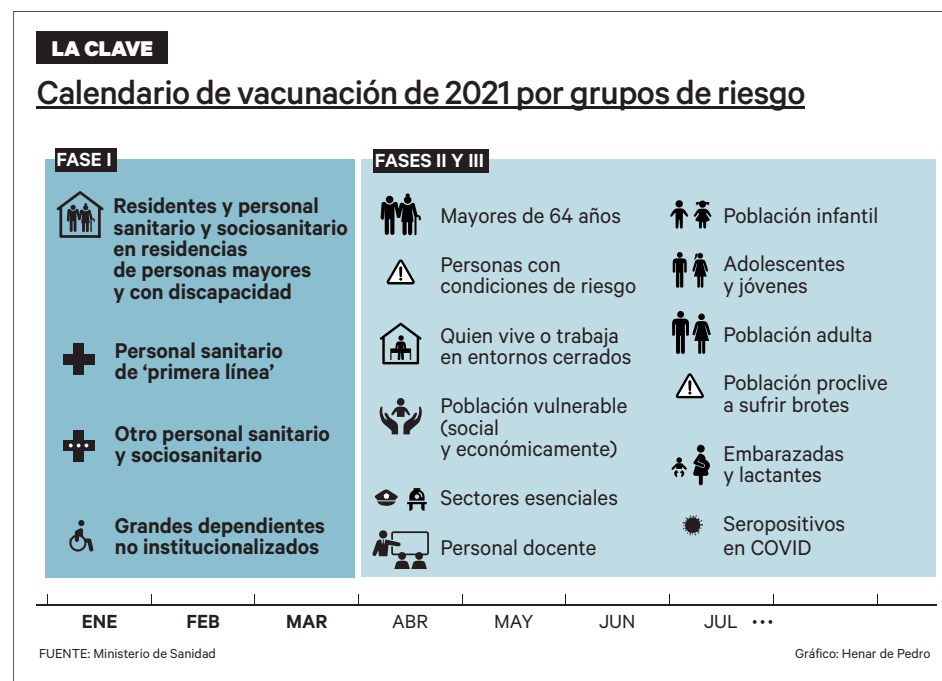 LA CLAVE
Calendario de vacunación de 2021 por grupos de riesgo
FASE I
Residentes y personal
sanitario y sociosanitario
en residencias
de personas mayores
y con discapacidad
Personal sanitario
de ‘primera línea’
Otro personal sanitario
y sociosanitario
Grandes dependientes
no institucionalizados
FASES II Y III
Mayores de 64 años
Personas con
condiciones de riesgo
Quien vive o trabaja
en entornos cerrados
Población vulnerable
(social
y económicamente)
Sectores esenciales
Personal docente
Población infantil
Adolescentes
y jóvenes
Población adulta
Población proclive
a sufrir brotes
Embarazadas
y lactantes
Seropositivos
en COVID
ENE FEB MAR ABR MAY JUN JUL •••
FUENTE: Ministerio de Sanidad
Gráfico: Henar de Pedro